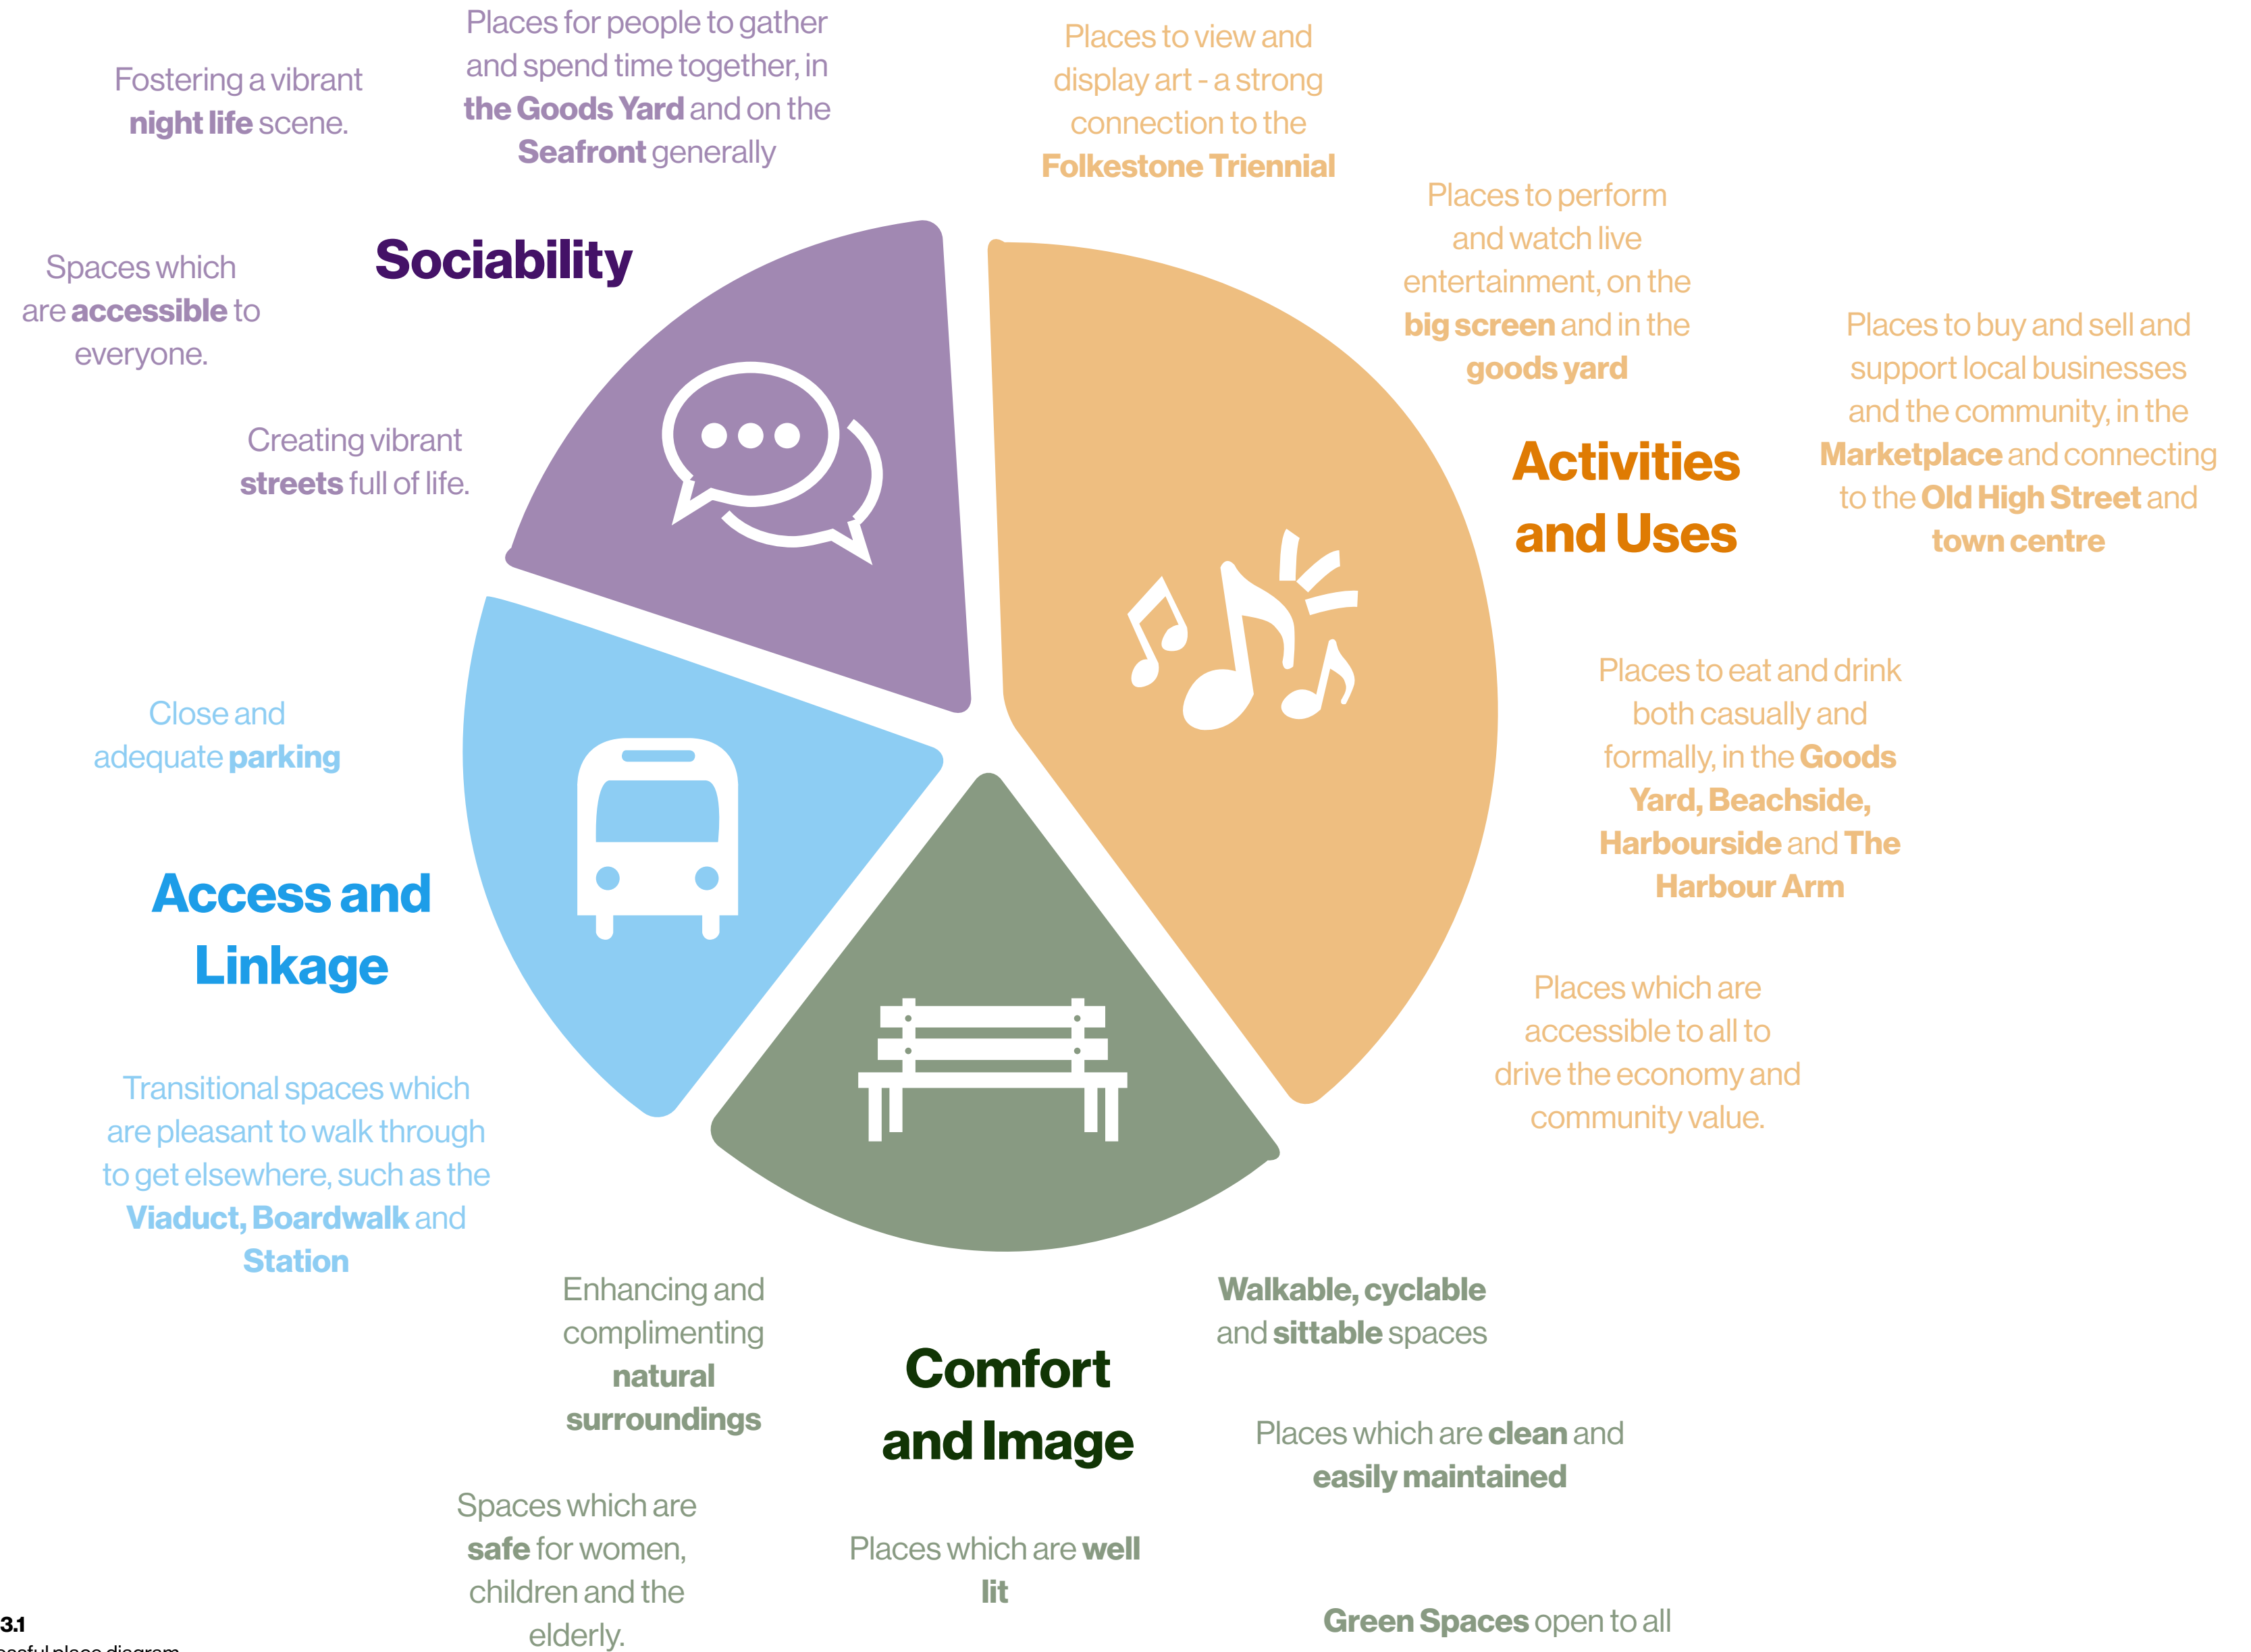 Places for people to gather
and spend time together, in
the Goods Yard and on the
Seafront generally
Fostering a vibrant
night life scene.
Sociability
Spaces which
are accessible to
everyone.
Creating vibrant
streets full of life.
Places to view and
display art - a strong
connection to the
Folkestone Triennial
Places to perform
and watch live
entertainment, on the
big screen and in the
goods yard
Activities
and Uses
Places to buy and sell and
support local businesses
and the community, in the
Marketplace and connecting
to the Old High Street and
town centre
Places to eat and drink
both casually and
formally, in the Goods
Yard, Beachside,
Harbourside and The
Harbour Arm
Places which are
accessible to all to
drive the economy and
community value.
Close and
adequate parking
Access and
Linkage
Transitional spaces which
are pleasant to walk through
to get elsewhere, such as the
Viaduct, Boardwalk and
Station
Enhancing and
complimenting
natural
surroundings
Comfort
and Image
Walkable, cyclable
and sittable spaces
Places which are clean and
easily maintained
Spaces which are
safe for women,
children and the
elderly.
Places which are well
lit
Green Spaces open to all
3.1
place diagram